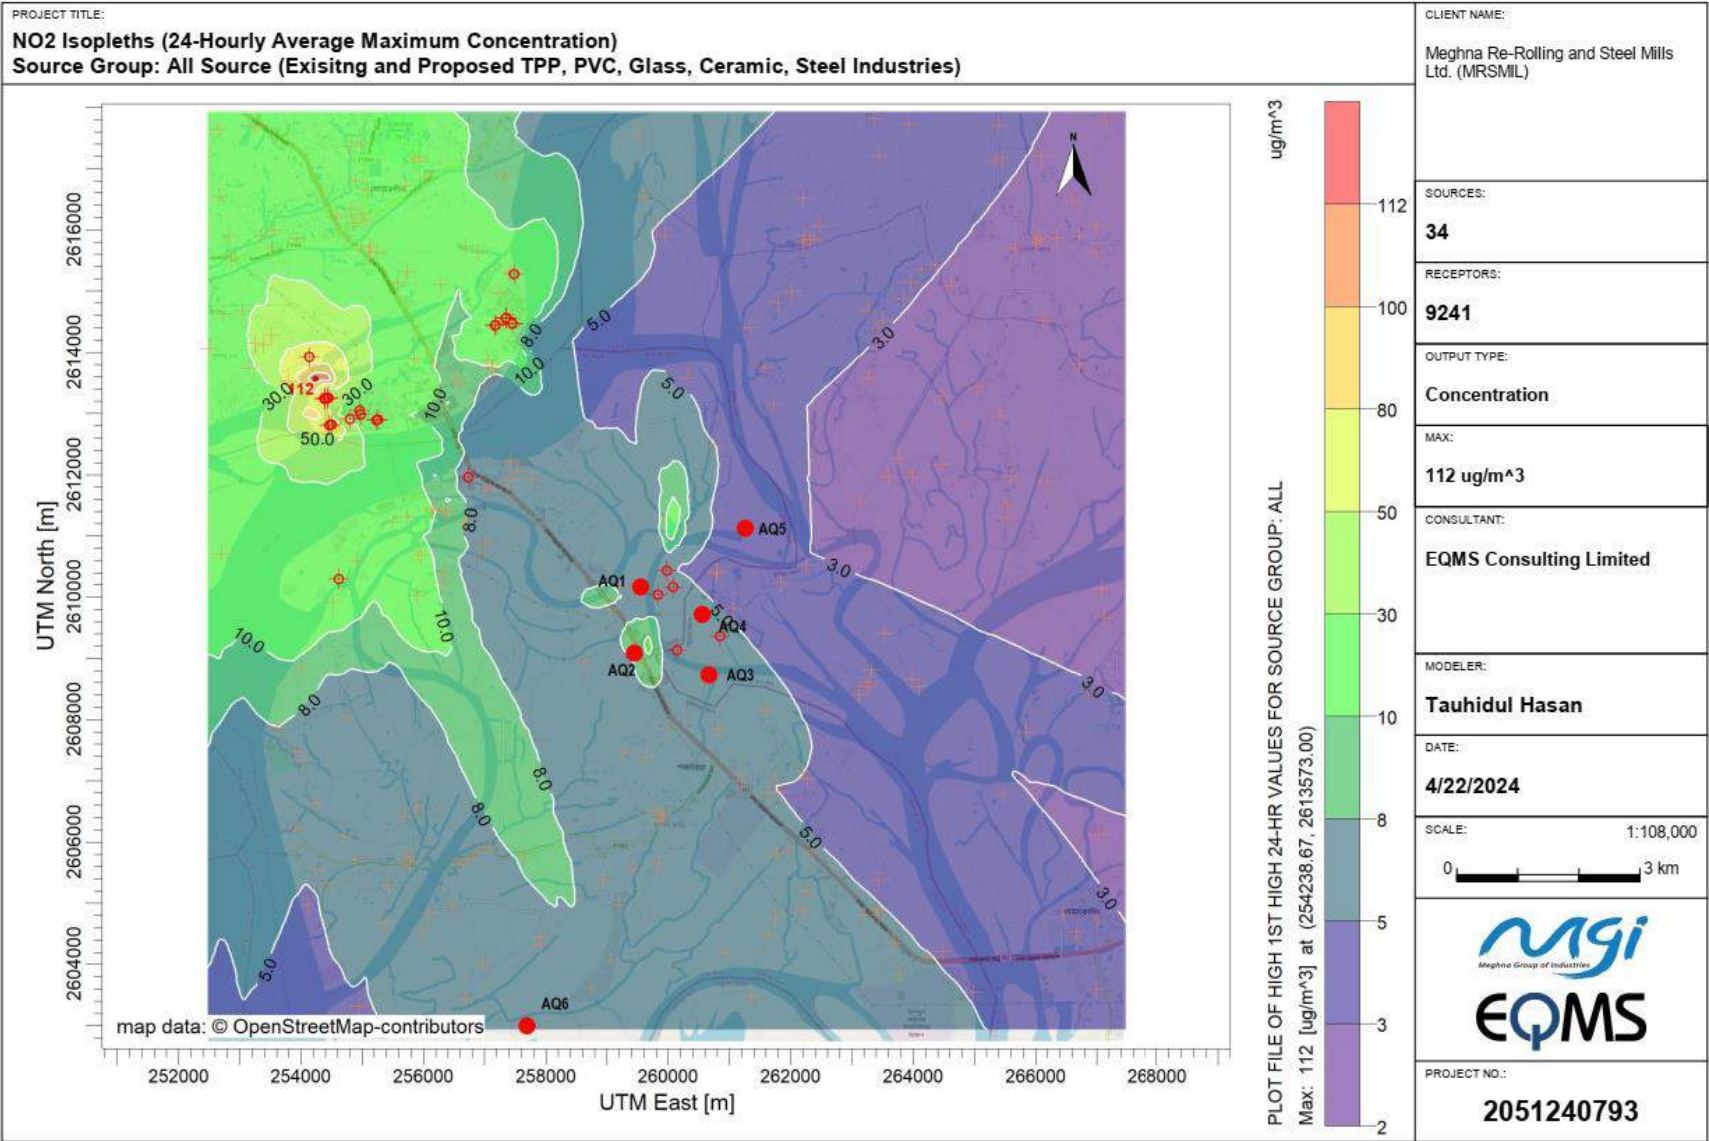 PROJECT TITLE:
NO2 Isopleths (24-Hourly Average Maximum Concentration)
Source Group: All Source (Exisitng and Proposed TPP, PVC, Glass, Ceramic, Steel Industries)
CLIENT NAME:
Meghna Re-Rolling and Steel Mills
Ltd. (MRSMIL)
SOURCES:
34
RECEPTORS:
9241
OUTPUT TYPE:
Concentration
MAX:
112 ug/m^3
CONSULTANT:
EQMS Consulting Limited
MODELER:
Tauhidul Hasan
DATE:
4/22/2024
SCALE:
1:108,000
0
3 km
mgi
Meghna Group of Industries
EQMS
PROJECT NO.:
2051240793
UTM North [m]
2616000
2614000
2612000
2610000
2608000
2606000
2604000
252000
254000
256000
258000
260000
262000
264000
266000
268000
UTM East [m]
N
5.0
8.0
10.0
3.0
30.0
112
30.0
50.0
10.0
5.0
8.0
AQ5
3.0
AQ1
5.0
AQ4
10.0
10.0
AQ2
AQ3
3.0
8.0
8.0
8.0
5.0
3.0
5.0
AQ6
map data: © OpenStreetMap-contributors
PLOT FILE OF HIGH 1ST HIGH 24-HR VALUES FOR SOURCE GROUP: ALL
Max: 112 [ug/m^3] at (254238.67, 2613573.00)
ug/m^3
112
100
80
50
30
10
8
5
3
2